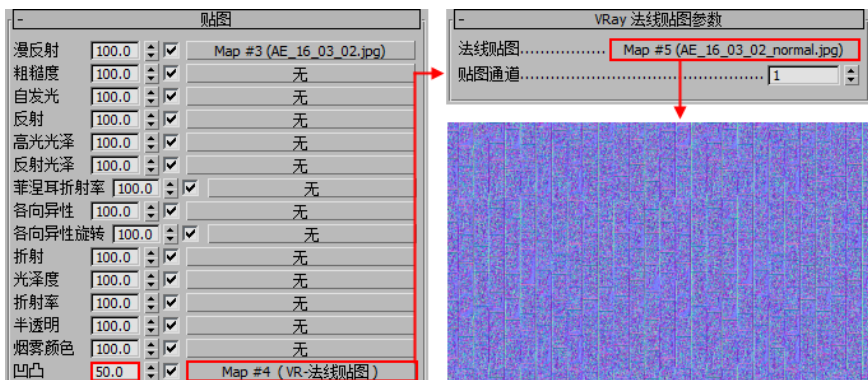 - 贴图
漫反射 100.0 Map #3 (AE_16_03_02.jpg)
粗糙度 100.0 无
自发光 100.0 无
反射 100.0 无
高光光泽 100.0 无
反射光泽 100.0 无
菲涅耳折射率 100.0 无
各向异性 100.0 无
各向异性旋转 100.0 无
折射 100.0 无
光泽度 100.0 无
折射率 100.0 无
半透明 100.0 无
烟雾颜色 100.0 无
凹凸 50.0 Map #4 ( VR-法线贴图 )
- VRay 法线贴图参数
法线贴图................ Map #5 (AE_16_03_02_normal.jpg)
贴图通道............................................... 1